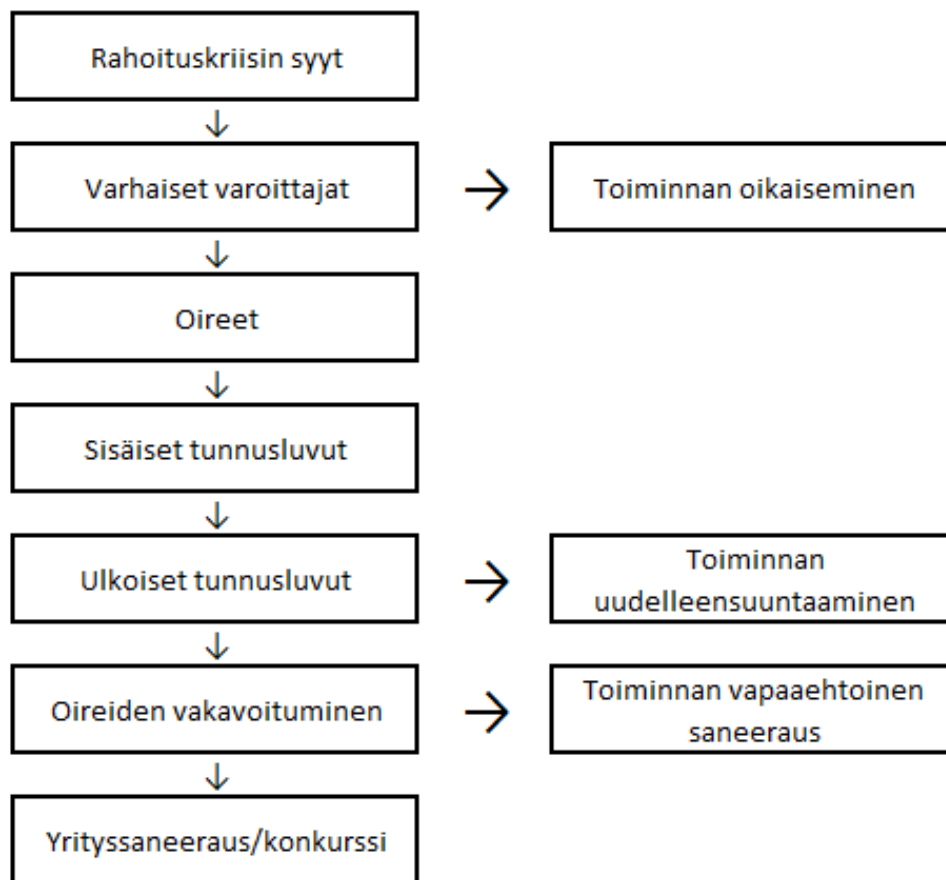 Rahoituskriisin syyt
↓
Varhaiset varoittajat → Toiminnan oikaiseminen
↓
Oireet
↓
Sisäiset tunnusluvut
↓
Ulkoiset tunnusluvut → Toiminnan
uudelleensuuntaaminen
↓
Oireiden vakavoituminen → Toiminnan vapaaehtoinen
saneeraus
↓
Yrityssaneeraus/konkurssi